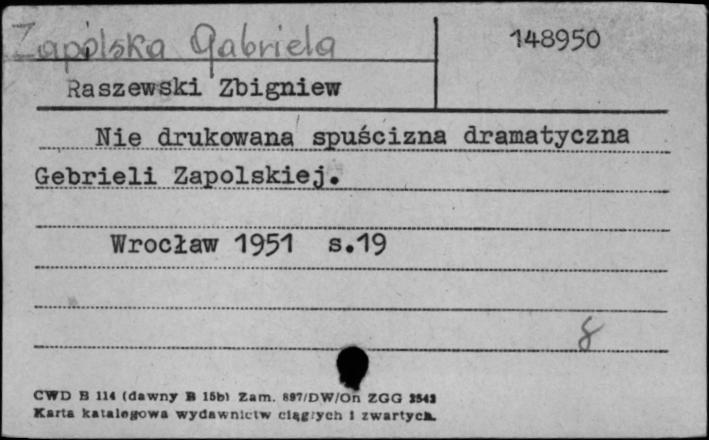 Zapolska Gabriela
148950
Raszewski Zbigniew
Nie drukowana spuścizna dramatyczna
Gebrieli Zapolskiej.
Wrocław 1951 s.19
8
CWD B 114 (dawny B 15b) Zam. 897/DW/On ZGG
Karta katalogowa wydawnictw ciągłych i zwartych.